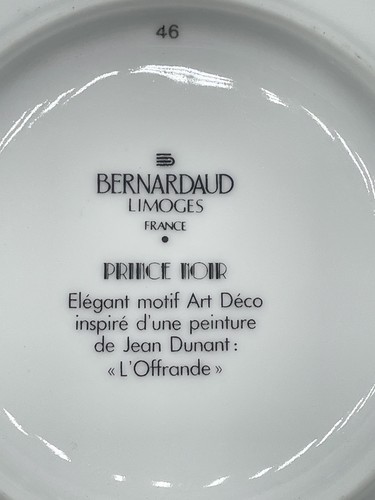 46
BERNARDAUD
LIMOGES
FRANCE
PRINCE NOIR
Elégant motif Art Déco
inspiré d'une peinture
de Jean Dunant :
« L'Offrande »